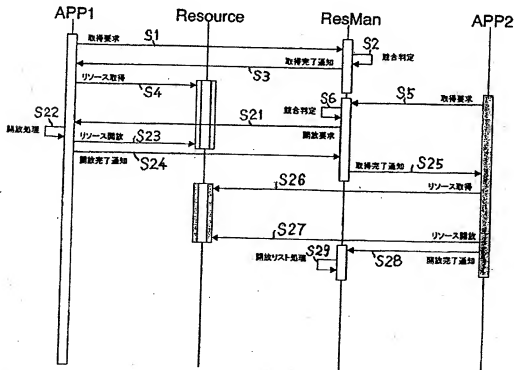 APP1 Resource ResMan APP2
取得要求 S1
S2
競合判定
S3 取得完了通知
リソース取得
S4
S5 取得要求
S6
競合判定
S21 開放要求
S22
開放処理
リソース開放 S23
開放完了通知 S24
取得完了通知 S25
S26 リソース取得
S27 リソース開放
S28 開放完了通知
S29
開放リスト処理